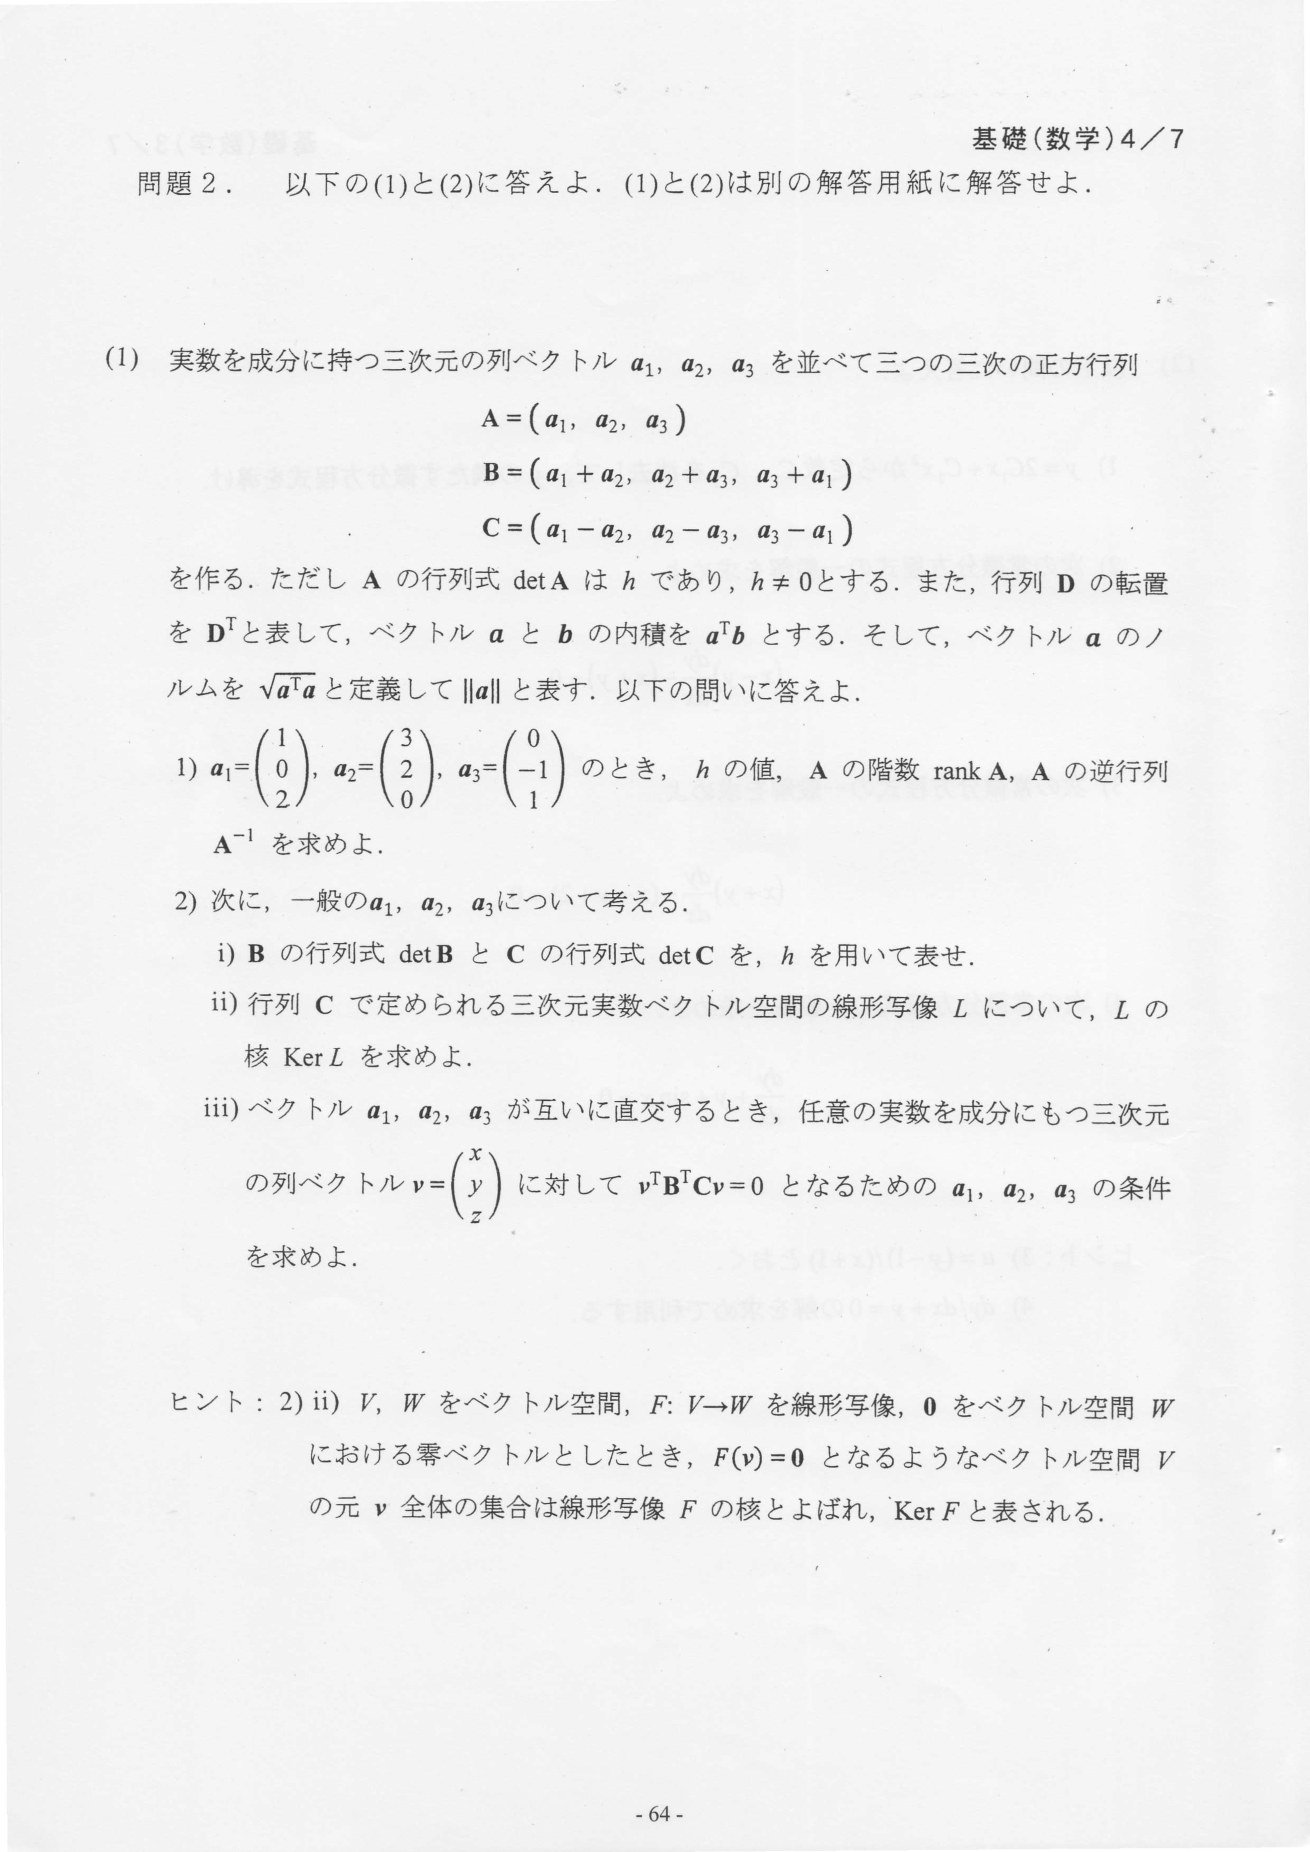 基礎(数学)4／7
問題２． 以下の(1)と(2)に答えよ．(1)と(2)は別の解答用紙に解答せよ．
(1) 実数を成分に持つ三次元の列ベクトル a₁，a₂，a₃ を並べて三つの三次の正方行列
A＝( a₁，a₂，a₃ )
B＝( a₁＋a₂，a₂＋a₃，a₃＋a₁ )
C＝( a₁－a₂，a₂－a₃，a₃－a₁ )
を作る．ただし A の行列式 det A は h であり，h≠0とする．また，行列 D の転置
を Dᵀと表して，ベクトル a と b の内積を aᵀb とする．そして，ベクトル a のノ
ルムを √(aᵀa) と定義して ‖a‖ と表す．以下の問いに答えよ．
1) a₁=(1 0 2)，a₂=(3 2 0)，a₃=(0 −1 1) のとき， h の値， A の階数 rank A，A の逆行列
A⁻¹ を求めよ．
2) 次に，一般のa₁，a₂，a₃について考える．
i) B の行列式 det B と C の行列式 det C を，h を用いて表せ．
ii) 行列 C で定められる三次元実数ベクトル空間の線形写像 L について，L の
核 Ker L を求めよ．
iii) ベクトル a₁，a₂，a₃ が互いに直交するとき，任意の実数を成分にもつ三次元
の列ベクトル v=(x y z) に対して vᵀBᵀCv=0 となるための a₁，a₂，a₃ の条件
を求めよ．
ヒント：2) ii) V，W をベクトル空間，F: V→W を線形写像，0 をベクトル空間 W
における零ベクトルとしたとき，F(v)=0 となるようなベクトル空間 V
の元 v 全体の集合は線形写像 F の核とよばれ，Ker F と表される．
- 64 -